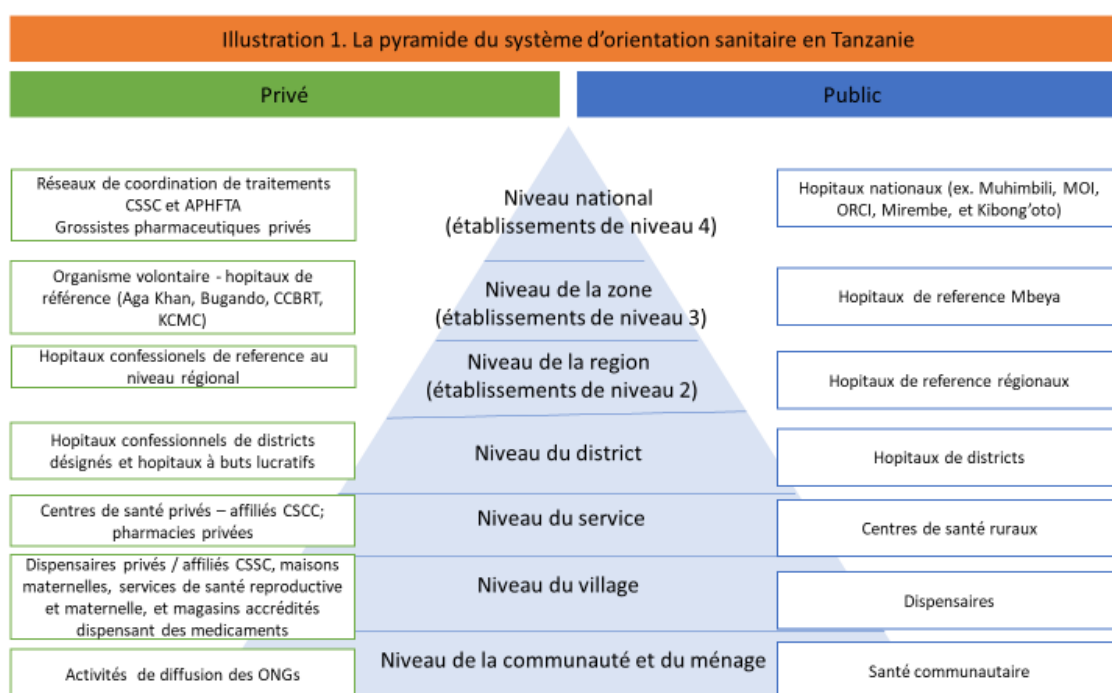 Illustration 1. La pyramide du système d'orientation sanitaire en Tanzanie
Privé
Public
Réseaux de coordination de traitements
CSSC et APHFTA
Grossistes pharmaceutiques privés
Niveau national
(établissements de niveau 4)
Hopitaux nationaux (ex. Muhimbili, MOI,
ORCI, Mirembe, et Kibong'oto)
Organisme volontaire - hopitaux de
référence (Aga Khan, Bugando, CCBRT,
KCMC)
Niveau de la zone
(établissements de niveau 3)
Hopitaux de reference Mbeya
Hopitaux confessionels de reference au
niveau régional
Niveau de la region
(établissements de niveau 2)
Hopitaux de reference régionaux
Hopitaux confessionnels de districts
désignés et hopitaux à buts lucratifs
Niveau du district
Hopitaux de districts
Centres de santé privés – affiliés CSCC;
pharmacies privées
Niveau du service
Centres de santé ruraux
Dispensaires privés / affiliés CSSC, maisons
maternelles, services de santé reproductive
et maternelle, et magasins accrédités
dispensant des medicaments
Niveau du village
Dispensaires
Activités de diffusion des ONGs
Niveau de la communauté et du ménage
Santé communautaire